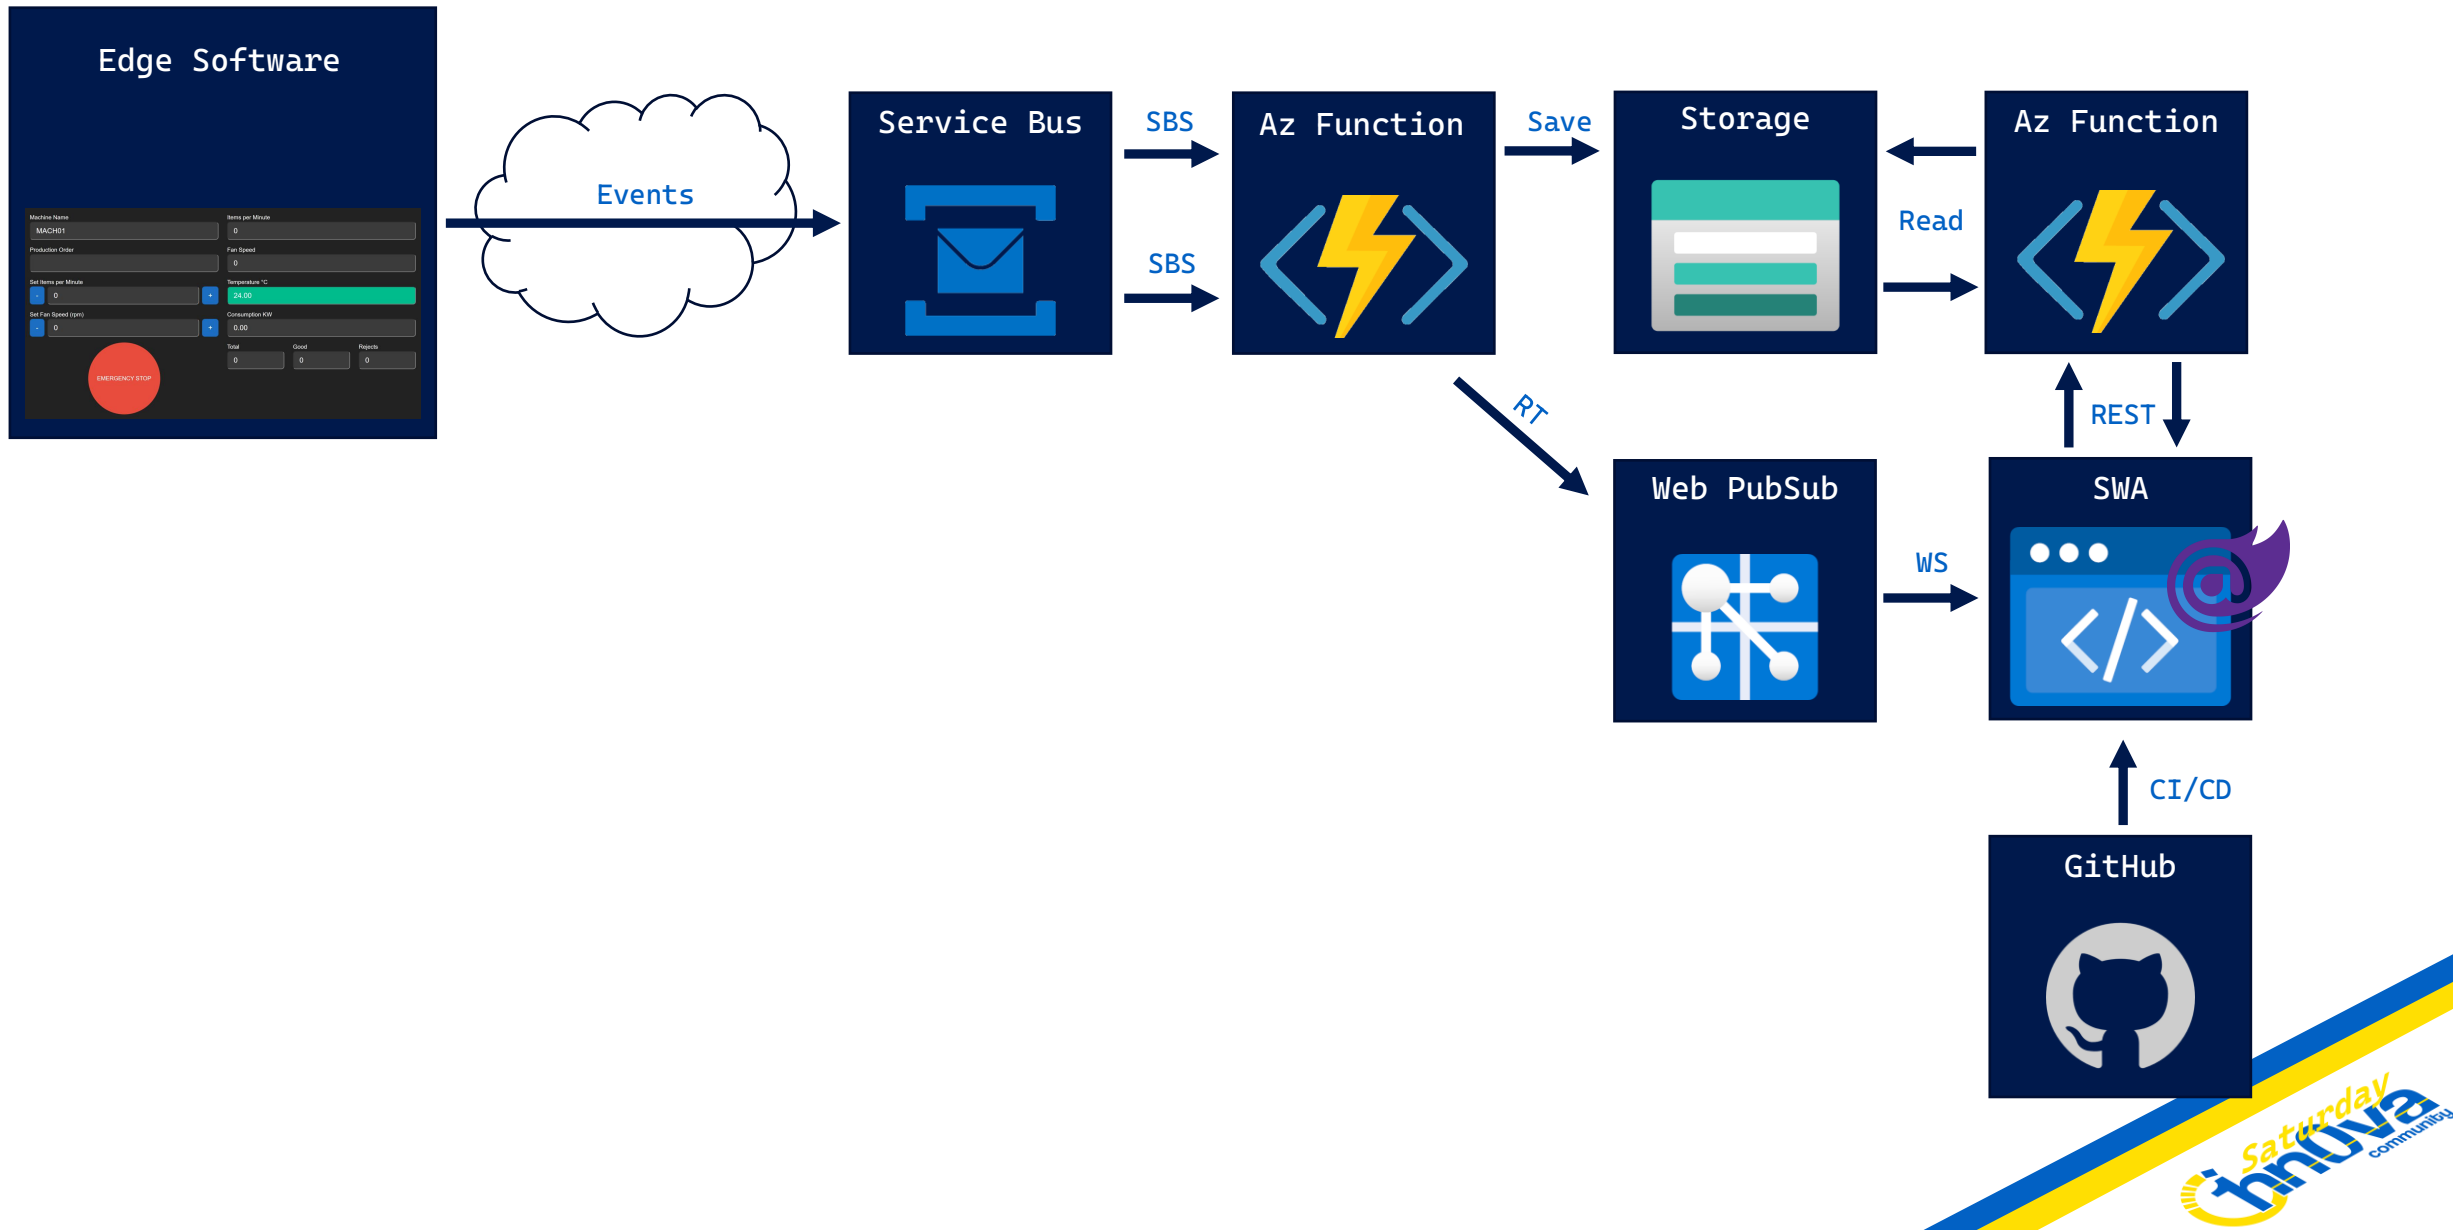 Edge Software
Machine Name
MACH01
Production Order
Set Items per Minute
- 0 +
Set Fan Speed (rpm)
- 0 +
EMERGENCY STOP
Items per Minute
0
Fan Speed
0
Temperature °C
24.00
Consumption KW
0.00
Total Good Rejects
0 0 0
Events
Service Bus
SBS
SBS
Az Function
Save
RT
Storage
Read
Az Function
REST
Web PubSub
WS
SWA
CI/CD
GitHub
Saturday
1nn0va
community